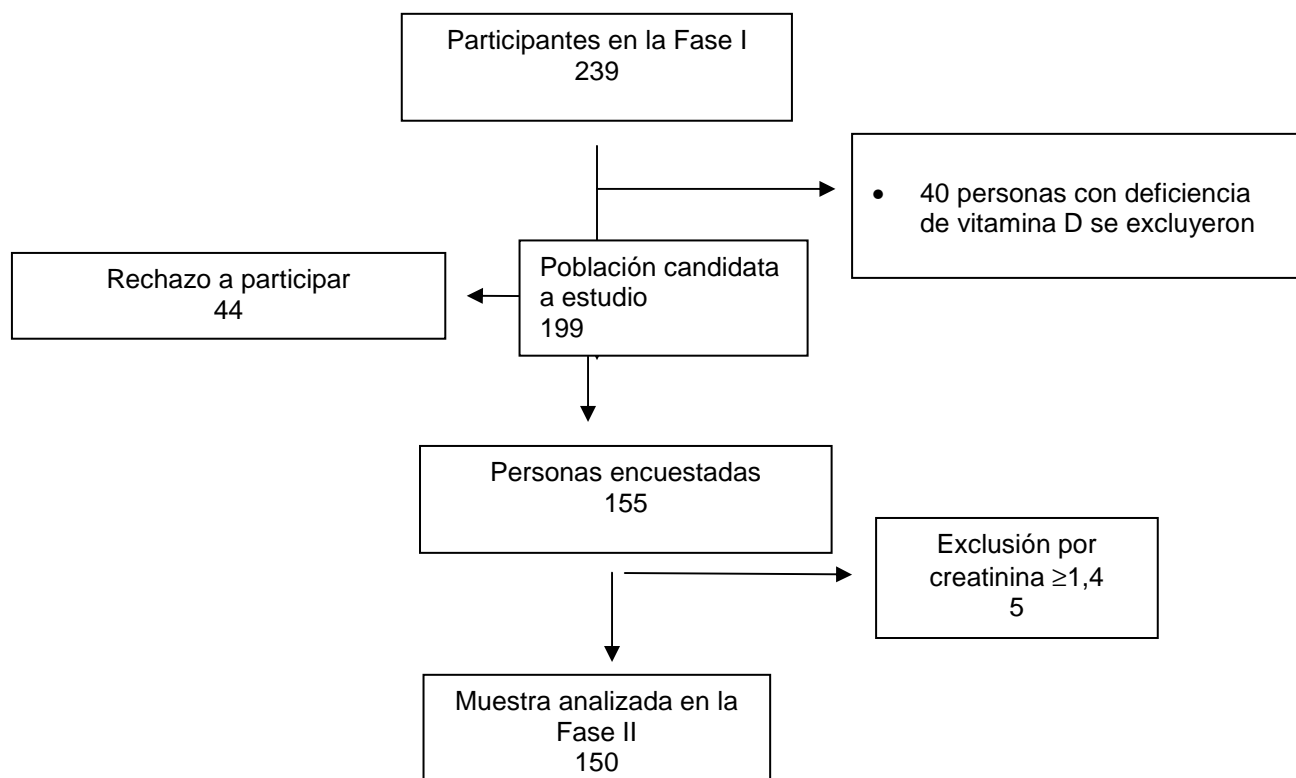 Participantes en la Fase I
239
• 40 personas con deficiencia
de vitamina D se excluyeron
Población candidata
a estudio
199
Rechazo a participar
44
Personas encuestadas
155
Exclusión por
creatinina ≥1,4
5
Muestra analizada en la
Fase II
150